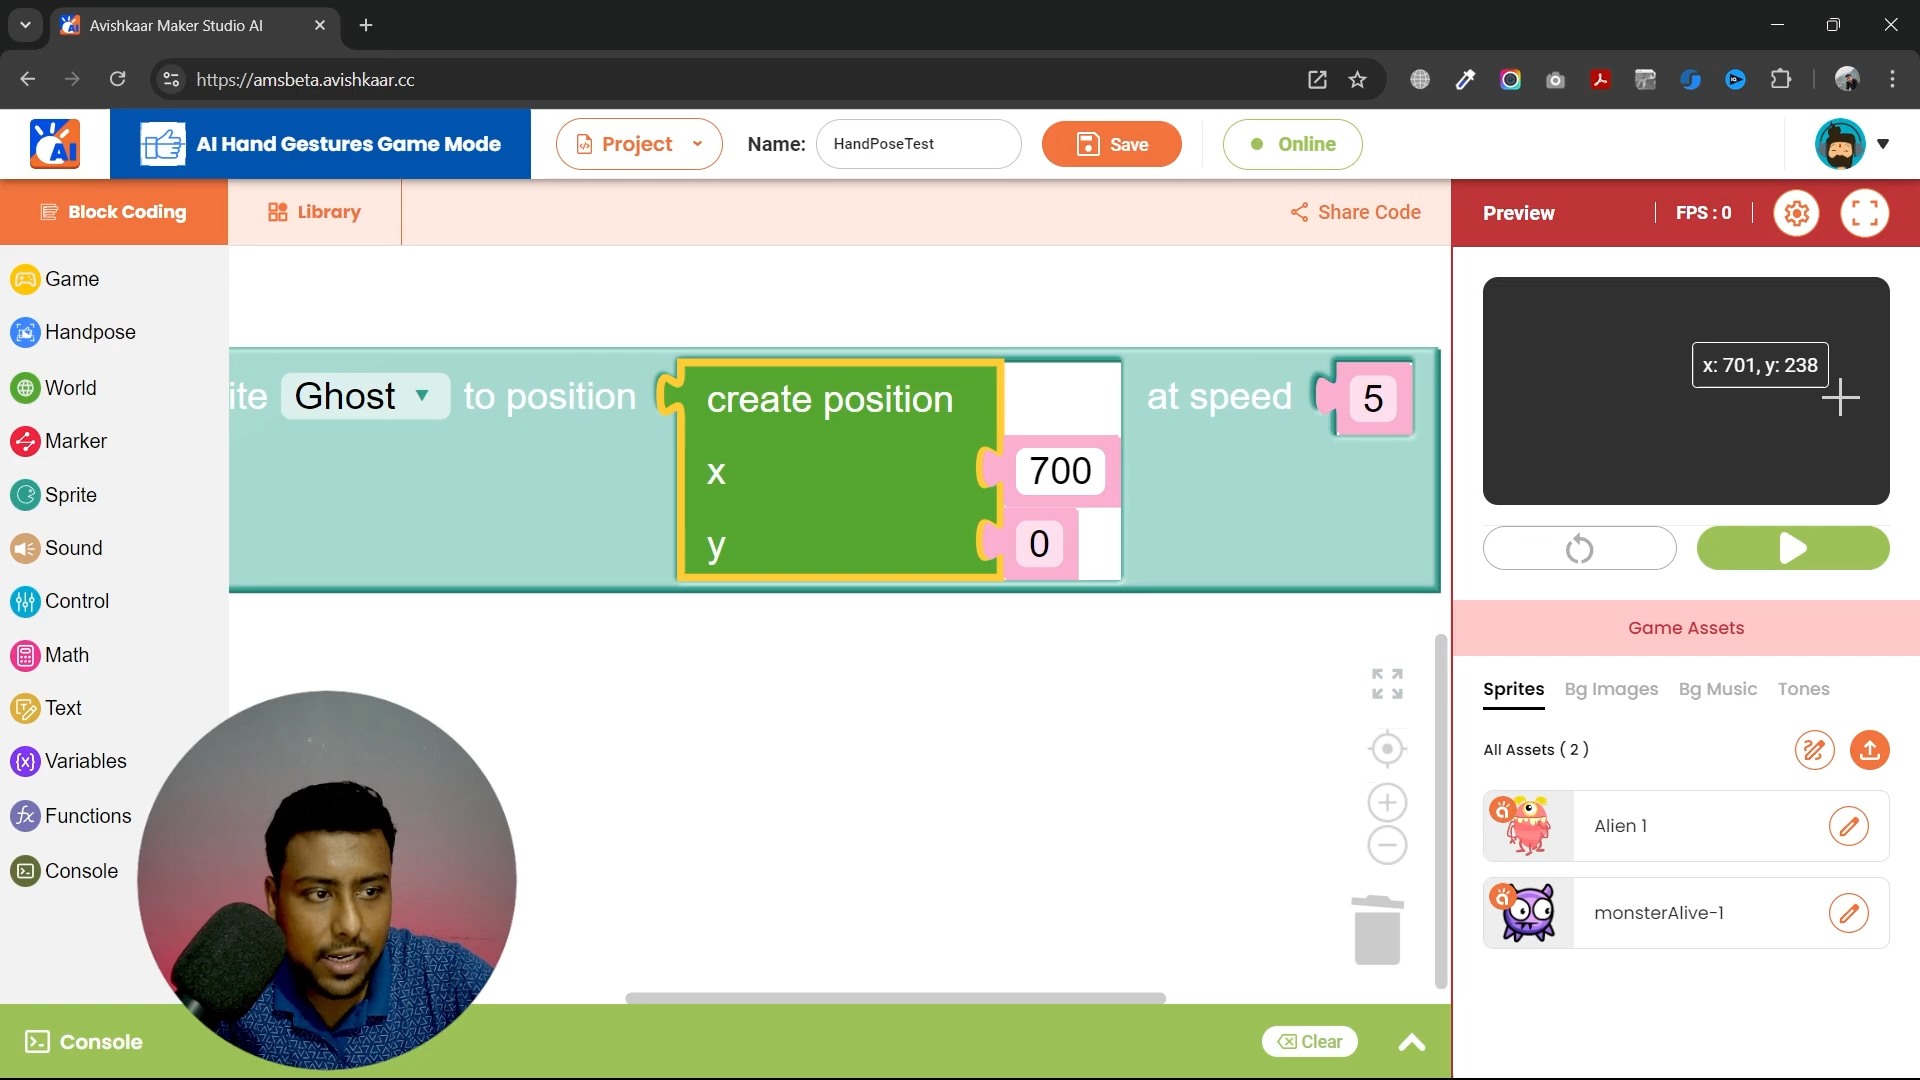 Avishkaar Maker Studio AI
https://amsbeta.avishkaar.cc
AI
AI Hand Gestures Game Mode
Project
Name:
HandPoseTest
Save
Online
Block Coding
Library
Share Code
Preview
FPS : 0
Game
Handpose
World
Marker
Sprite
Sound
Control
Math
Text
Variables
Functions
Console
ite
Ghost
to position
create position
x
700
y
0
at speed
5
x: 701, y: 238
Game Assets
Sprites
Bg Images
Bg Music
Tones
All Assets ( 2 )
Alien 1
monsterAlive-1
Console
Clear